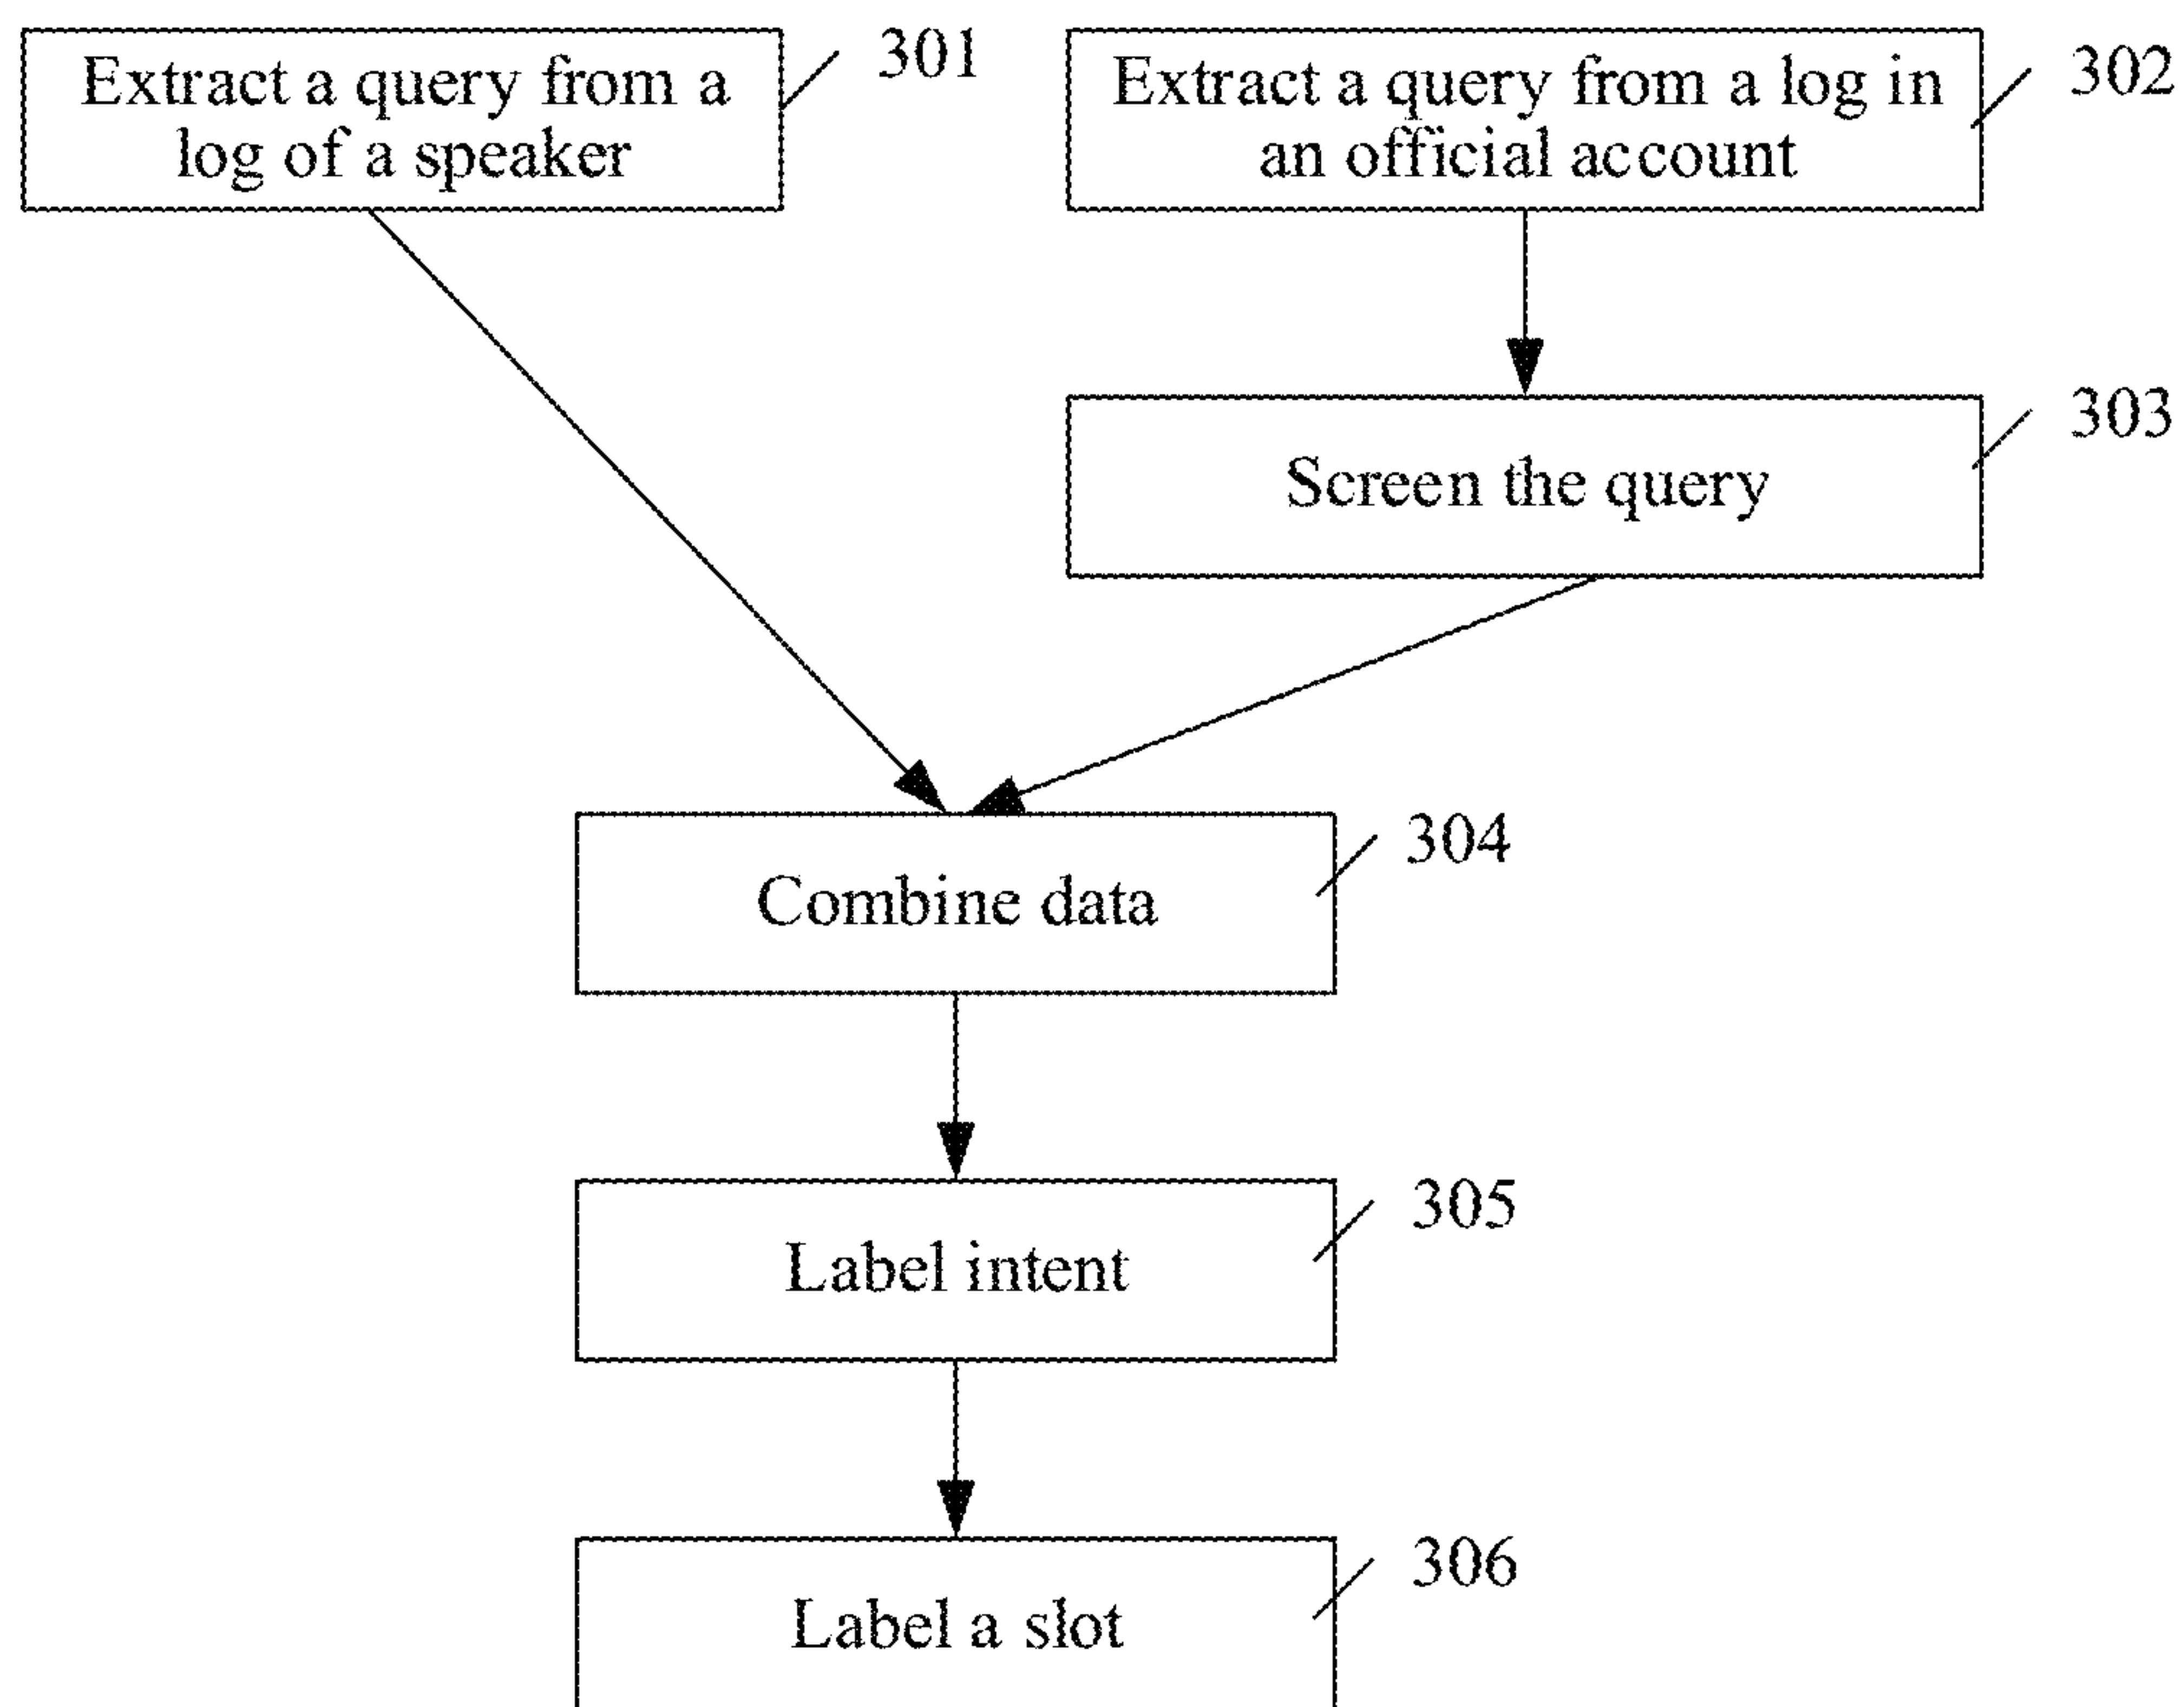 Extract a query from a
log of a speaker
301
Extract a query from a log in
an official account
302
Screen the query
303
Combine data
304
Label intent
305
Label a slot
306